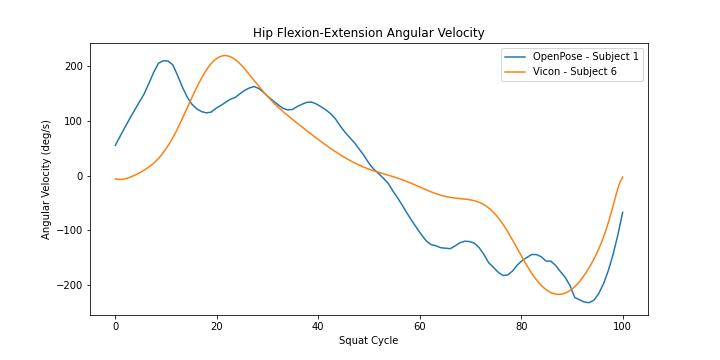 Hip Flexion-Extension Angular Velocity
OpenPose - Subject 1
Vicon - Subject 6
Angular Velocity (deg/s)
200
100
0
−100
−200
0 20 40 60 80 100
Squat Cycle